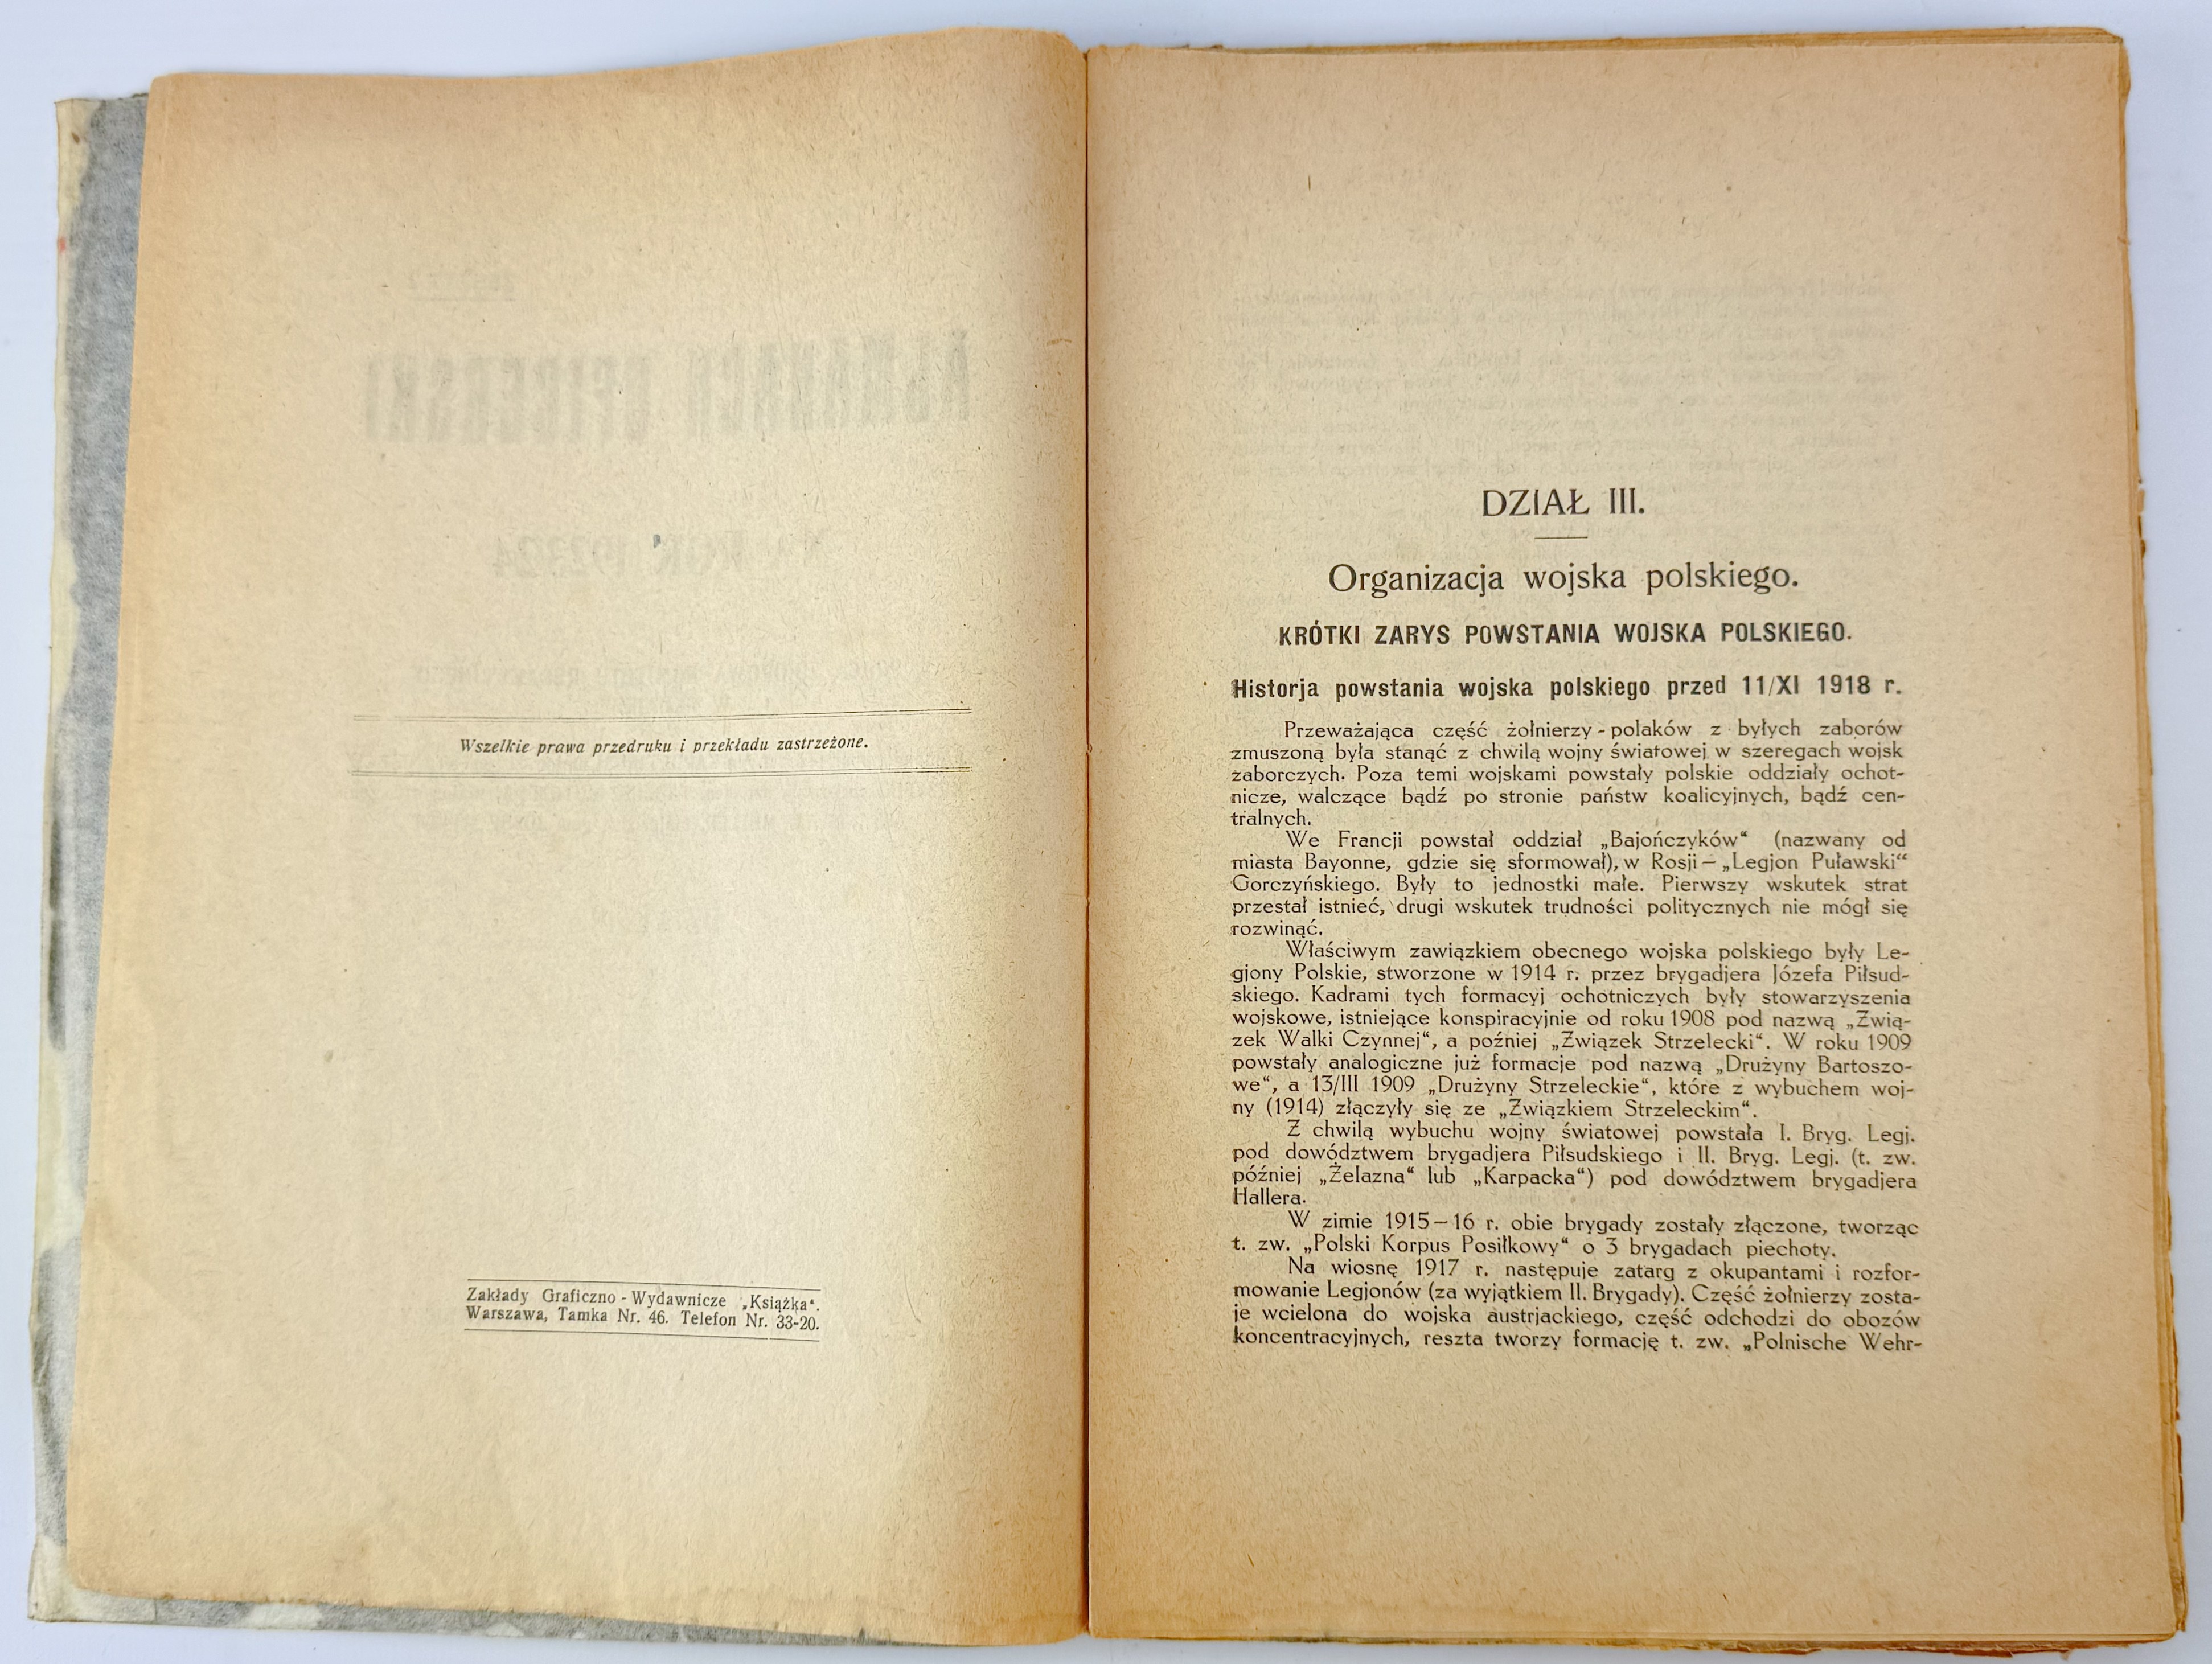 Wszelkie prawa przedruku i przekładu zastrzeżone.
Zakłady Graficzno - Wydawnicze „Książka“.
Warszawa, Tamka Nr. 46. Telefon Nr. 33-20.
DZIAŁ III.
Organizacja wojska polskiego.
KRÓTKI ZARYS POWSTANIA WOJSKA POLSKIEGO.
Historja powstania wojska polskiego przed 11/XI 1918 r.
Przeważająca część żołnierzy - polaków z byłych zaborów
zmuszoną była stanąć z chwilą wojny światowej w szeregach wojsk
zaborczych. Poza temi wojskami powstały polskie oddziały ochot-
nicze, walczące bądź po stronie państw koalicyjnych, bądź cen-
tralnych.
We Francji powstał oddział „Bajończyków“ (nazwany od
miasta Bayonne, gdzie się sformował), w Rosji — „Legjon Puławski“
Gorczyńskiego. Były to jednostki małe. Pierwszy wskutek strat
przestał istnieć, drugi wskutek trudności politycznych nie mógł się
rozwinąć.
Właściwym zawiązkiem obecnego wojska polskiego były Le-
gjony Polskie, stworzone w 1914 r. przez brygadjera Józefa Piłsud-
skiego. Kadrami tych formacyj ochotniczych były stowarzyszenia
wojskowe, istniejące konspiracyjnie od roku 1908 pod nazwą „Zwią-
zek Walki Czynnej“, a później „Związek Strzelecki“. W roku 1909
powstały analogiczne już formacje pod nazwą „Drużyny Bartoszo-
we“, a 13/III 1909 „Drużyny Strzeleckie“, które z wybuchem woj-
ny (1914) złączyły się ze „Związkiem Strzeleckim“.
Z chwilą wybuchu wojny światowej powstała I. Bryg. Legj.
pod dowództwem brygadjera Piłsudskiego i II. Bryg. Legj. (t. zw.
później „Żelazna“ lub „Karpacka“) pod dowództwem brygadjera
Hallera.
W zimie 1915 — 16 r. obie brygady zostały złączone, tworząc
t. zw. „Polski Korpus Posiłkowy“ o 3 brygadach piechoty.
Na wiosnę 1917 r. następuje zatarg z okupantami i rozfor-
mowanie Legjonów (za wyjątkiem II. Brygady). Część żołnierzy zosta-
je wcielona do wojska austrjackiego, część odchodzi do obozów
koncentracyjnych, reszta tworzy formację t. zw. „Polnische Wehr-